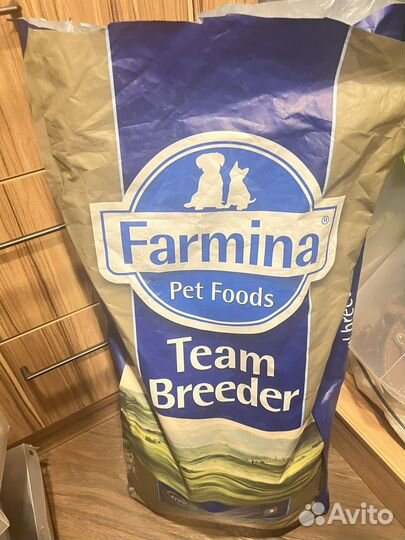 Farmina®
Pet Foods
Team
Breeder
Avito